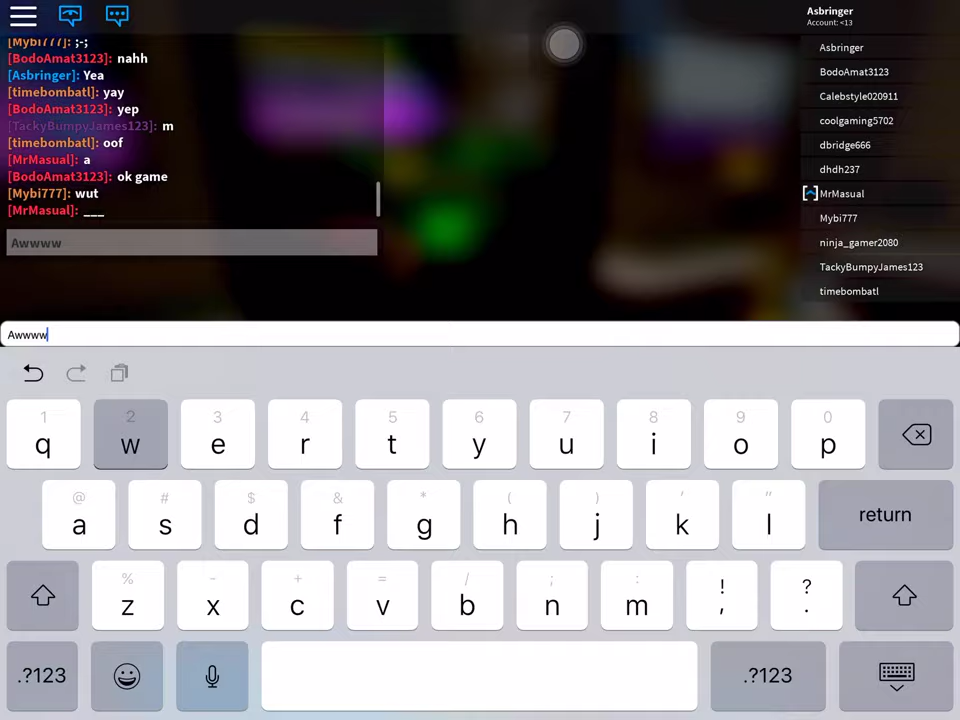 Asbringer
Account: <13
[Mybi777]: ;-;
[BodoAmat3123]: nahh
[Asbringer]: Yea
[timebombatl]: yay
[BodoAmat3123]: yep
[TackyBumpyJames123]: m
[timebombatl]: oof
[MrMasual]: a
[BodoAmat3123]: ok game
[Mybi777]: wut
[MrMasual]: ___
Awwww
Asbringer
BodoAmat3123
Calebstyle020911
coolgaming5702
dbridge666
dhdh237
MrMasual
Mybi777
ninja_gamer2080
TackyBumpyJames123
timebombatl
Awwww
1 2 3 4 5 6 7 8 9 0
q w e r t y u i o p
@ # $ & * ( ) ' "
a s d f g h j k l return
% - + = / ; : ! ?
z x c v b n m , .
.?123 .?123